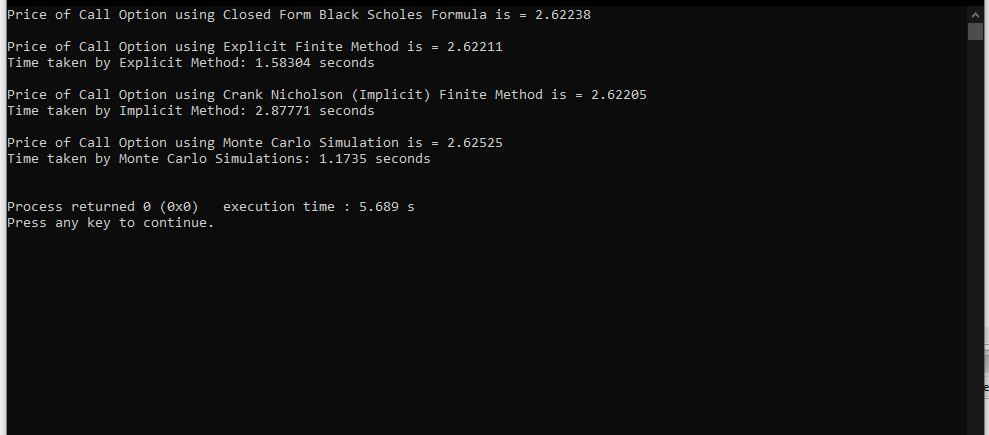 Price of Call Option using Closed Form Black Scholes Formula is = 2.62238
Price of Call Option using Explicit Finite Method is = 2.62211
Time taken by Explicit Method: 1.58304 seconds
Price of Call Option using Crank Nicholson (Implicit) Finite Method is = 2.62205
Time taken by Implicit Method: 2.87771 seconds
Price of Call Option using Monte Carlo Simulation is = 2.62525
Time taken by Monte Carlo Simulations: 1.1735 seconds
Process returned 0 (0x0)   execution time : 5.689 s
Press any key to continue.